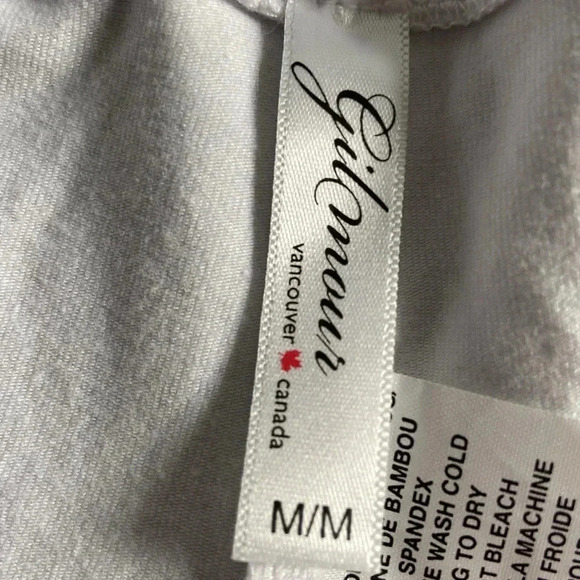 Gilmour
vancouver canada
M/M
NE DE BAMBOU
SPANDEX
E WASH COLD
G TO DRY
T BLEACH
A MACHINE
FROIDE